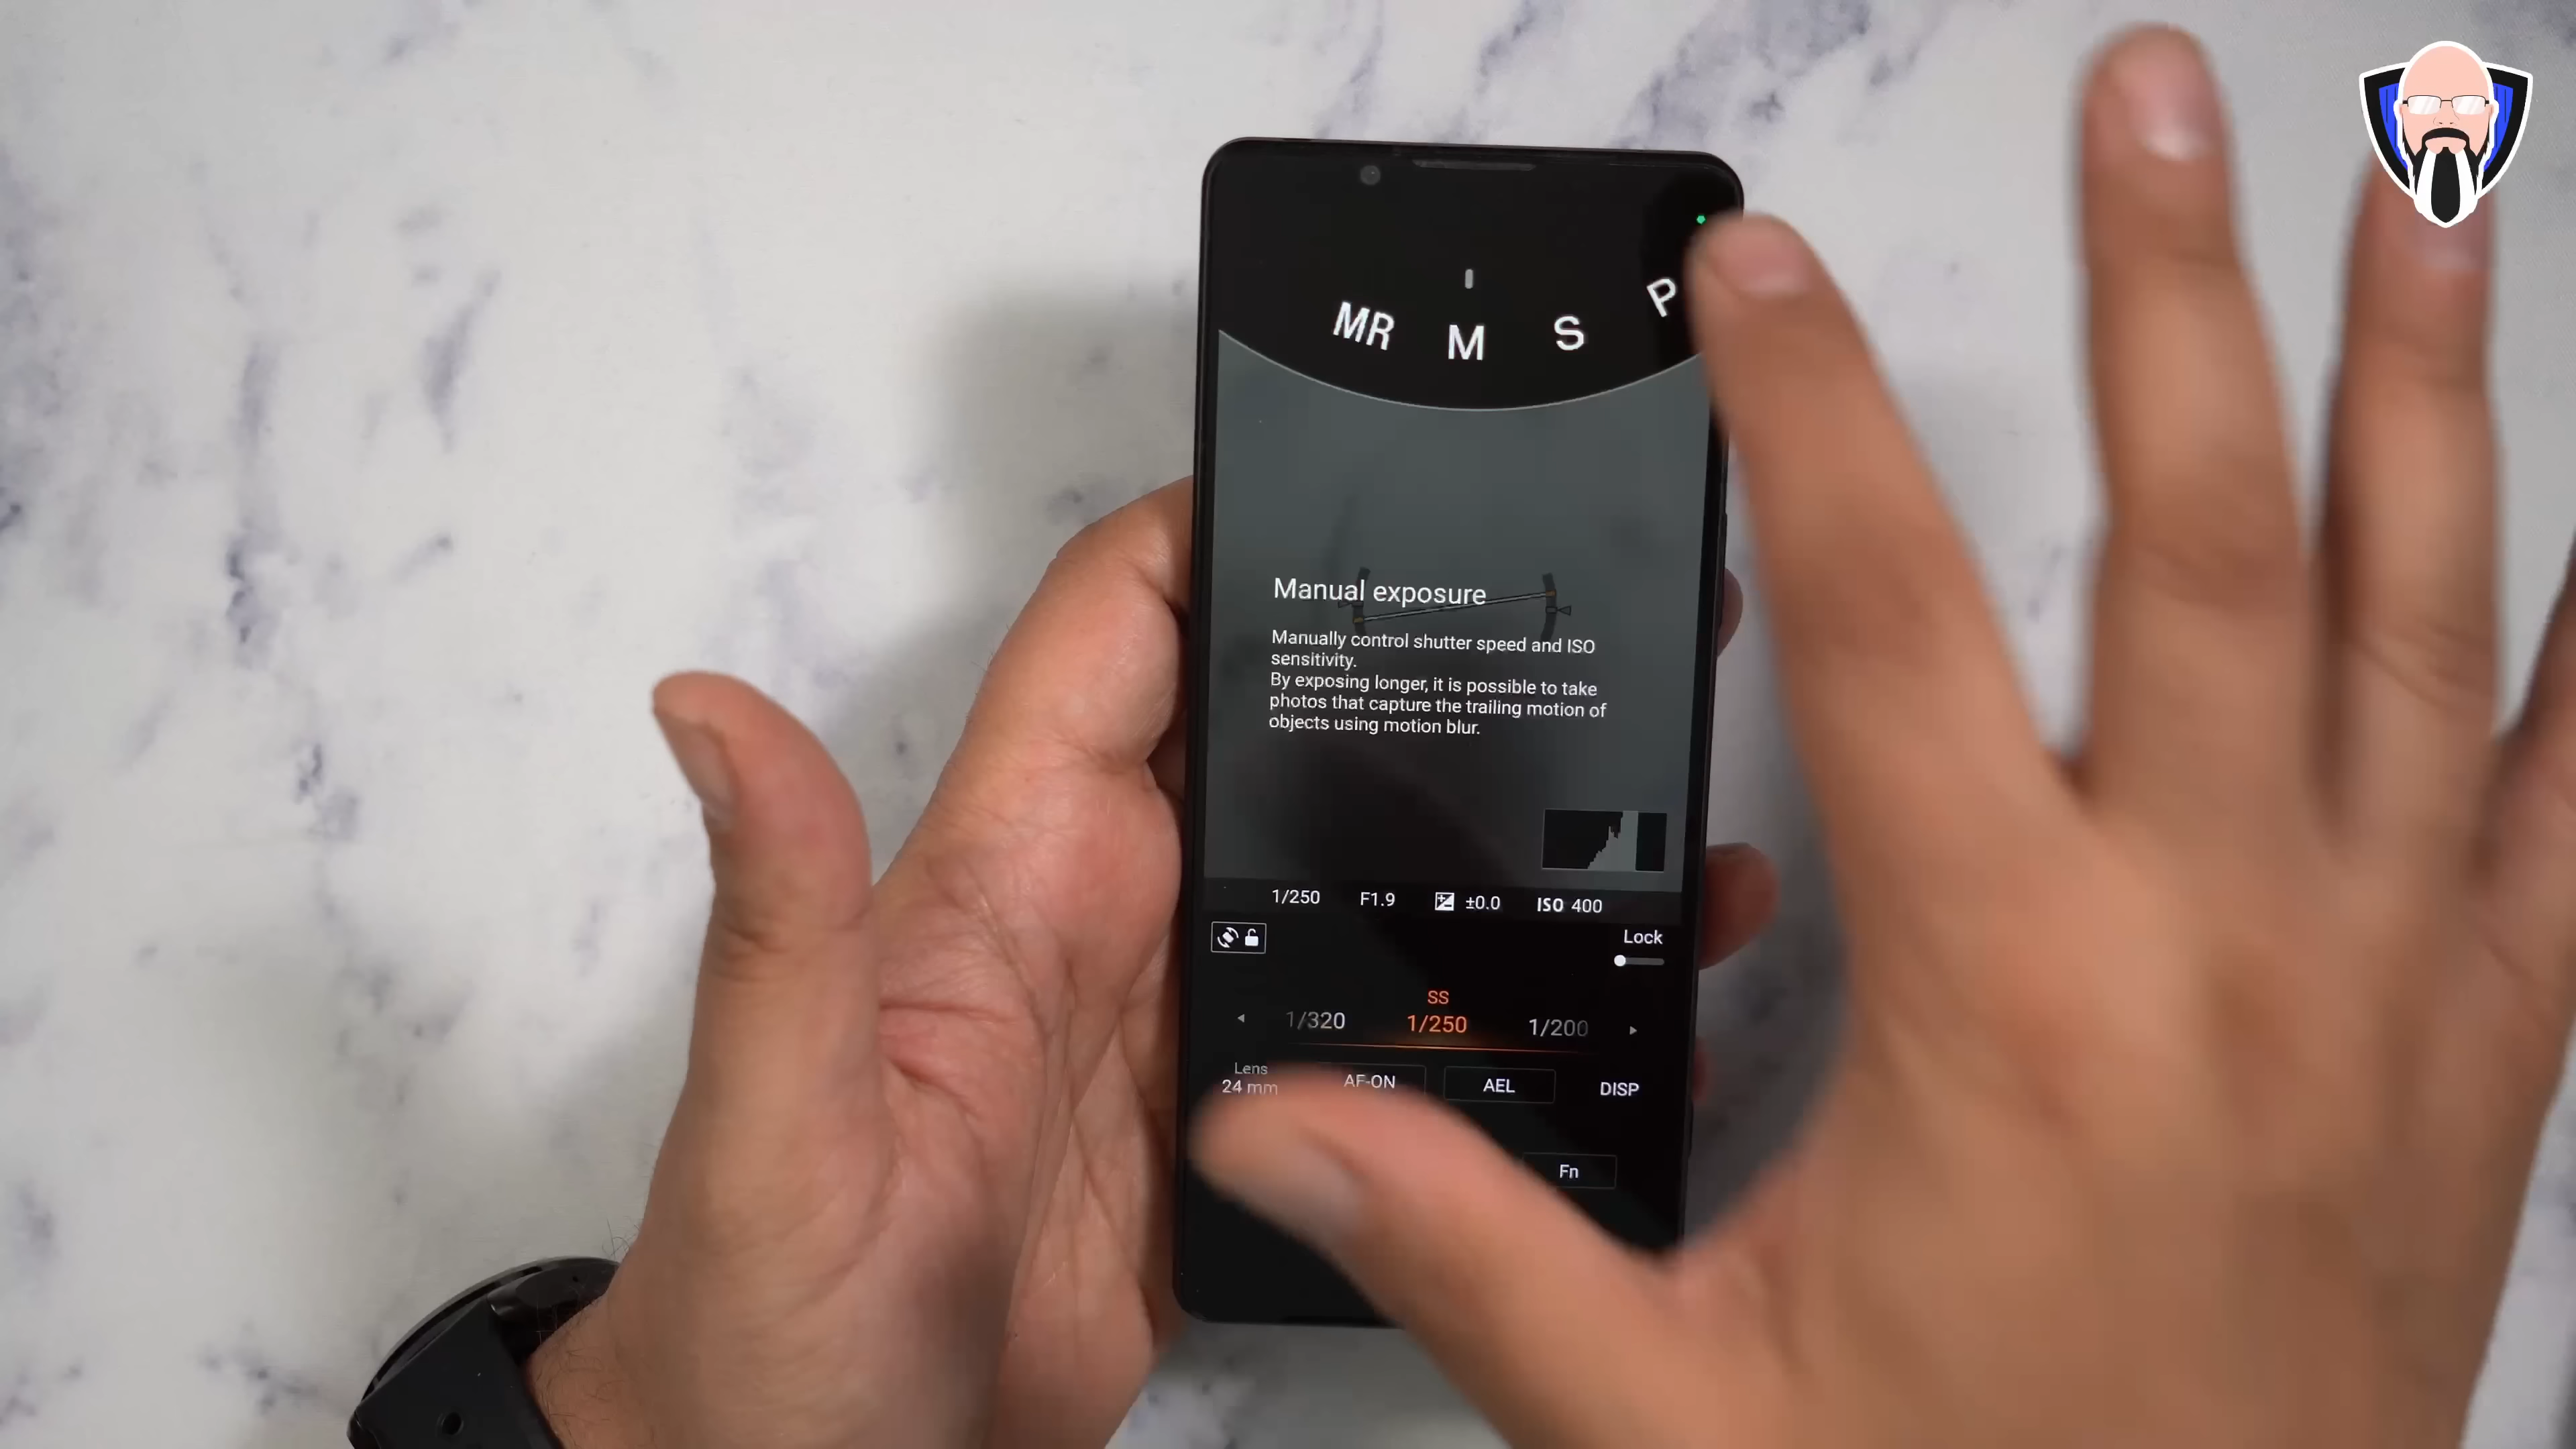 MR M S P
Manual exposure
Manually control shutter speed and ISO
sensitivity.
By exposing longer, it is possible to take
photos that capture the trailing motion of
objects using motion blur.
1/250 F1.9 ±0.0 ISO 400
Lock
SS
1/320 1/250 1/200
Lens
24 mm AF-ON AEL DISP
Fn